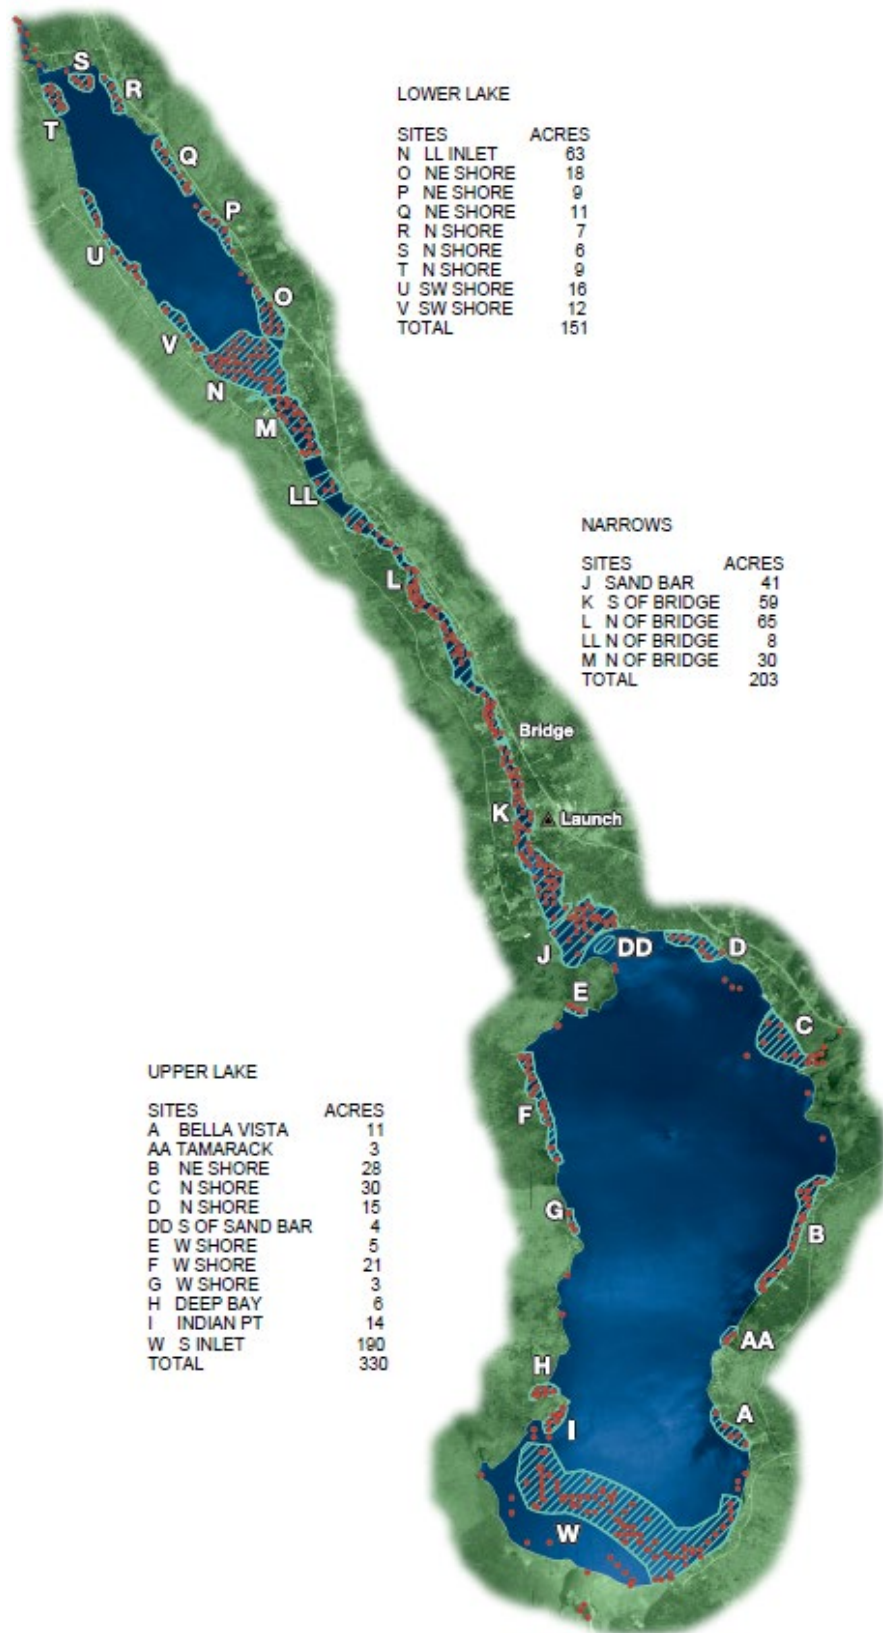 LOWER LAKE
SITES ACRES
N LL INLET 63
O NE SHORE 18
P NE SHORE 9
Q NE SHORE 11
R N SHORE 7
S N SHORE 6
T N SHORE 9
U SW SHORE 16
V SW SHORE 12
TOTAL 151
S
R
T
Q
P
U
O
V
N
M
LL
L
NARROWS
SITES ACRES
J SAND BAR 41
K S OF BRIDGE 59
L N OF BRIDGE 65
LL N OF BRIDGE 8
M N OF BRIDGE 30
TOTAL 203
Bridge
K
Launch
J
DD
D
E
C
F
G
B
AA
H
A
I
W
UPPER LAKE
SITES ACRES
A BELLA VISTA 11
AA TAMARACK 3
B NE SHORE 28
C N SHORE 30
D N SHORE 15
DD S OF SAND BAR 4
E W SHORE 5
F W SHORE 21
G W SHORE 3
H DEEP BAY 6
I INDIAN PT 14
W S INLET 190
TOTAL 330